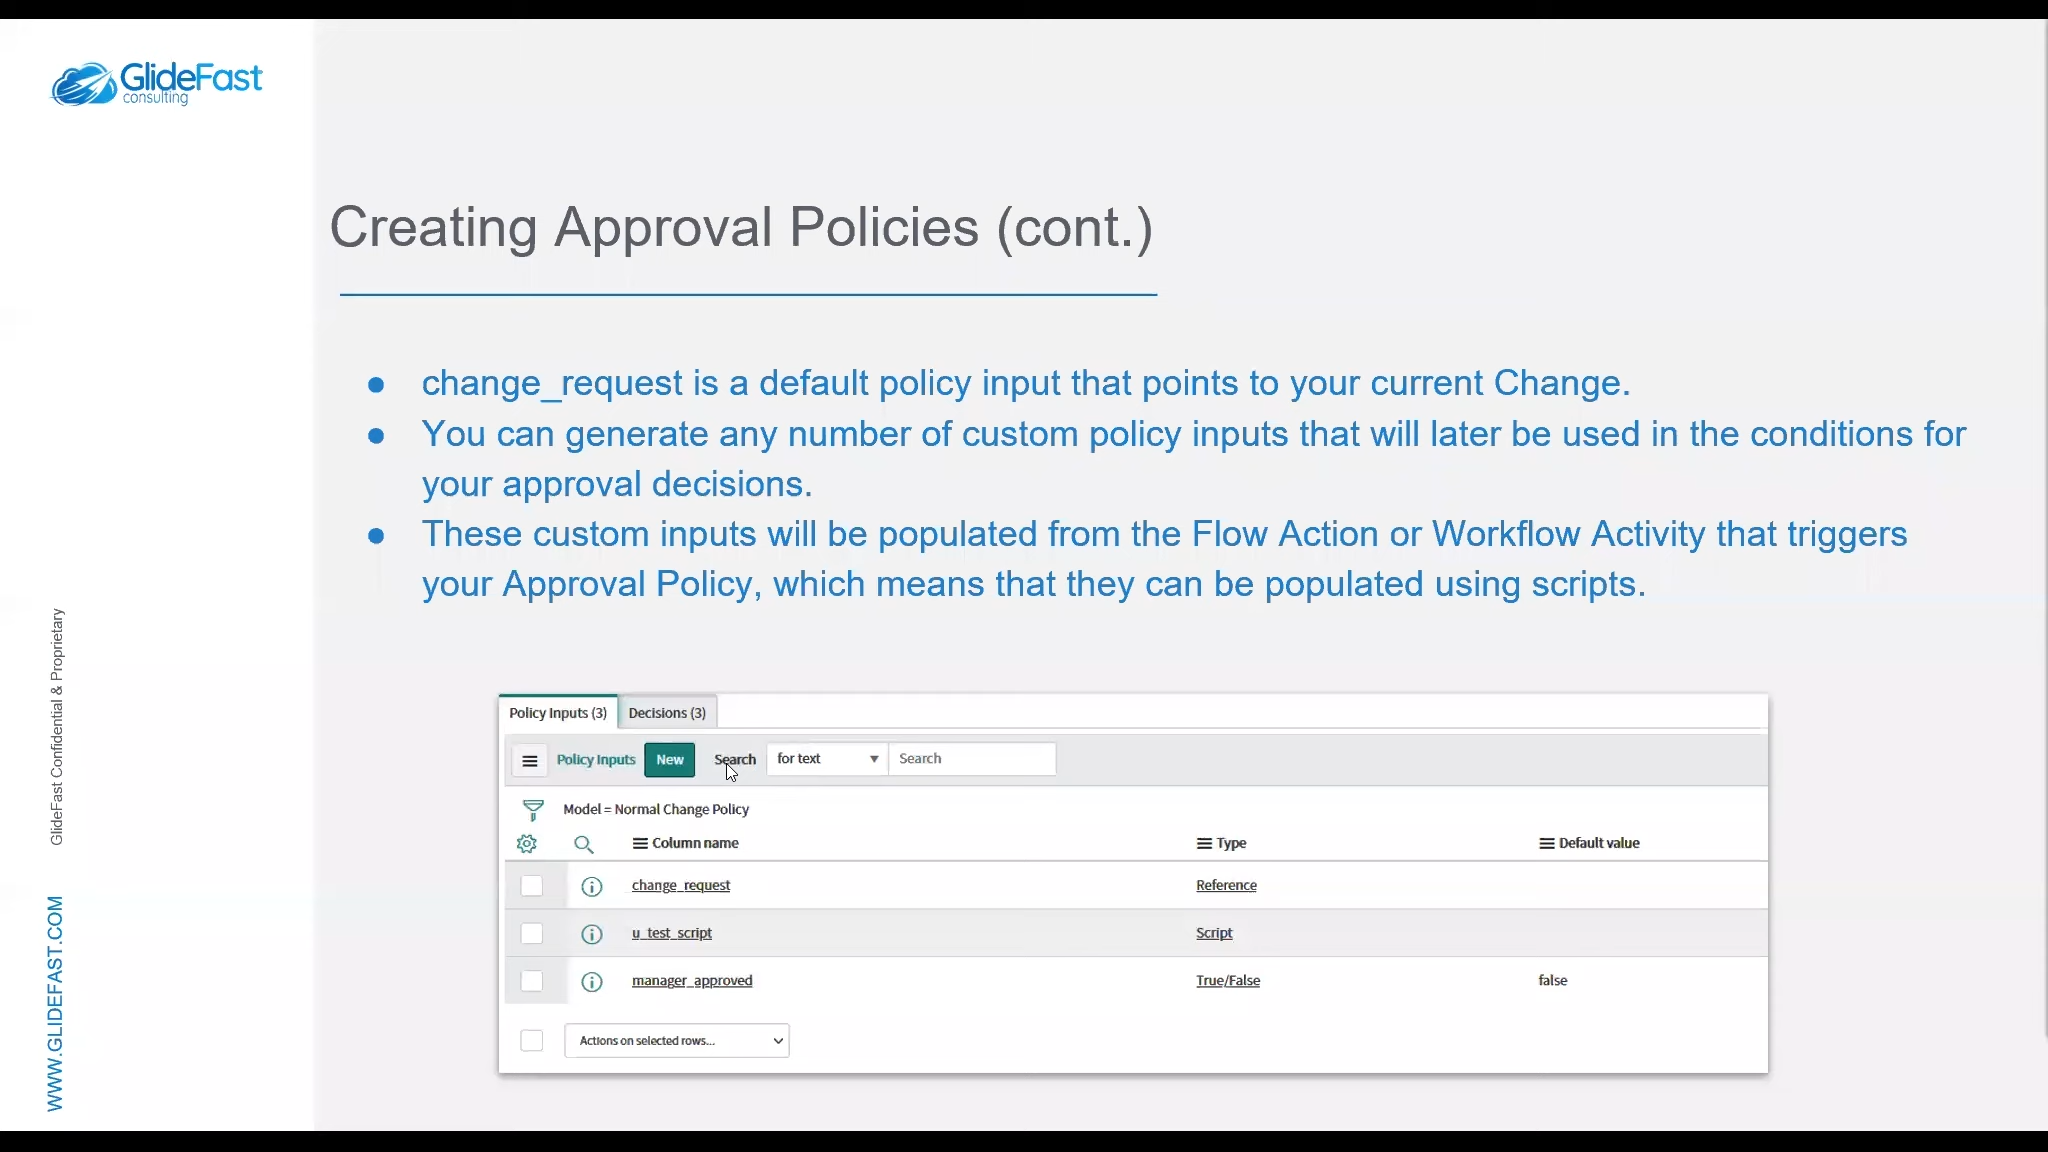 GlideFast
consulting
Creating Approval Policies (cont.)
● change_request is a default policy input that points to your current Change.
● You can generate any number of custom policy inputs that will later be used in the conditions for
your approval decisions.
● These custom inputs will be populated from the Flow Action or Workflow Activity that triggers
your Approval Policy, which means that they can be populated using scripts.
Policy Inputs (3) Decisions (3)
Policy Inputs New Search for text Search
Model = Normal Change Policy
Column name Type Default value
change_request Reference
u_test_script Script
manager_approved True/False false
Actions on selected rows...
GlideFast Confidential & Proprietary
WWW.GLIDEFAST.COM